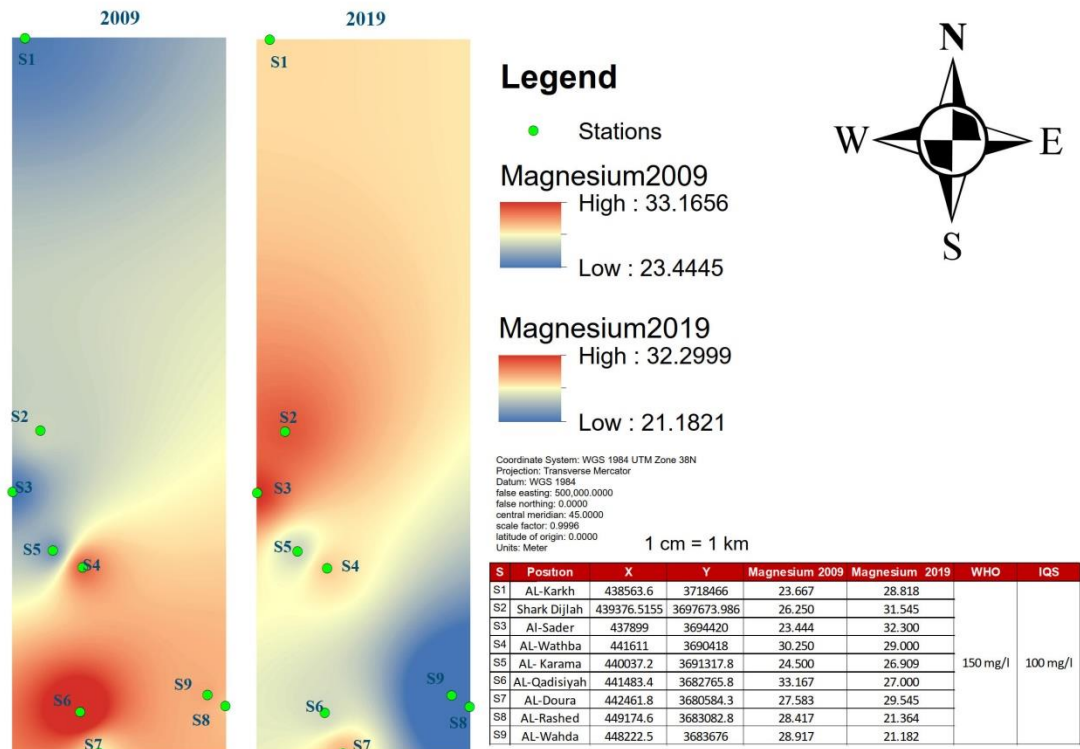 2009
S1
S2
S3
S5
S4
S6
S9
S8
S7
2019
S1
S2
S3
S5
S4
S6
S9
S8
S7
Legend
Stations
Magnesium2009
High : 33.1656
Low : 23.4445
Magnesium2019
High : 32.2999
Low : 21.1821
N
W
E
S
Coordinate System: WGS 1984 UTM Zone 38N
Projection: Transverse Mercator
Datum: WGS 1984
false easting: 500,000.0000
false northing: 0.0000
central meridian: 45.0000
scale factor: 0.9996
latitude of origin: 0.0000
Units: Meter
1 cm = 1 km
S Position X Y Magnesium 2009 Magnesium 2019 WHO IQS
S1 AL-Karkh 438563.6 3718466 23.667 28.818
S2 Shark Dijlah 439376.5155 3697673.986 26.250 31.545
S3 Al-Sader 437899 3694420 23.444 32.300
S4 AL-Wathba 441611 3690418 30.250 29.000
S5 AL- Karama 440037.2 3691317.8 24.500 26.909 150 mg/l 100 mg/l
S6 AL-Qadisiyah 441483.4 3682765.8 33.167 27.000
S7 AL-Doura 442461.8 3680584.3 27.583 29.545
S8 AL-Rashed 449174.6 3683082.8 28.417 21.364
S9 AL-Wahda 448222.5 3683676 28.917 21.182